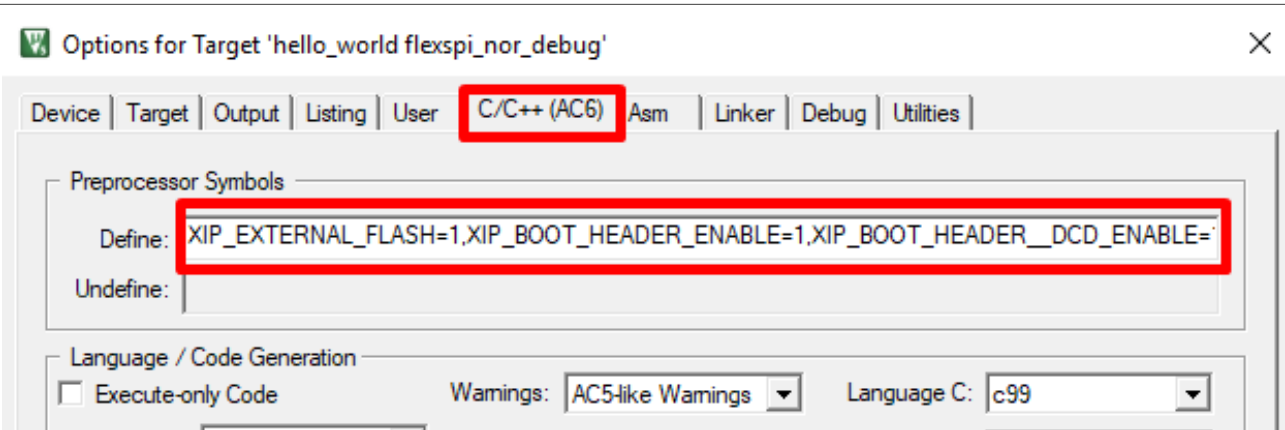 Options for Target 'hello_world flexspi_nor_debug'
Device Target Output Listing User C/C++ (AC6) Asm Linker Debug Utilities
Preprocessor Symbols
Define: XIP_EXTERNAL_FLASH=1,XIP_BOOT_HEADER_ENABLE=1,XIP_BOOT_HEADER__DCD_ENABLE=
Undefine:
Language / Code Generation
Execute-only Code Warnings: AC5-like Warnings Language C: c99